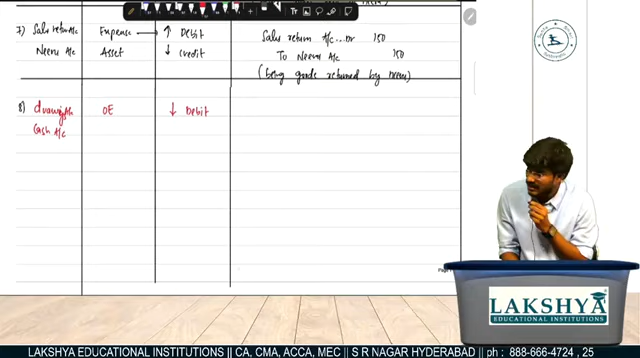 7) Sales return A/c Expense → ↑ Debit Sales return A/c...Dr 150
Neeru A/c Asset ↓ Credit To Neeru A/c 150
(being goods returned by neeru)
8) drawings A/c OE ↓ Debit
Cash A/c
Tr
LAKSHYA
EDUCATIONAL INSTITUTIONS
LAKSHYA EDUCATIONAL INSTITUTIONS || CA, CMA, ACCA, MEC || S R NAGAR HYDERABAD || ph : 888-666-4724 , 25